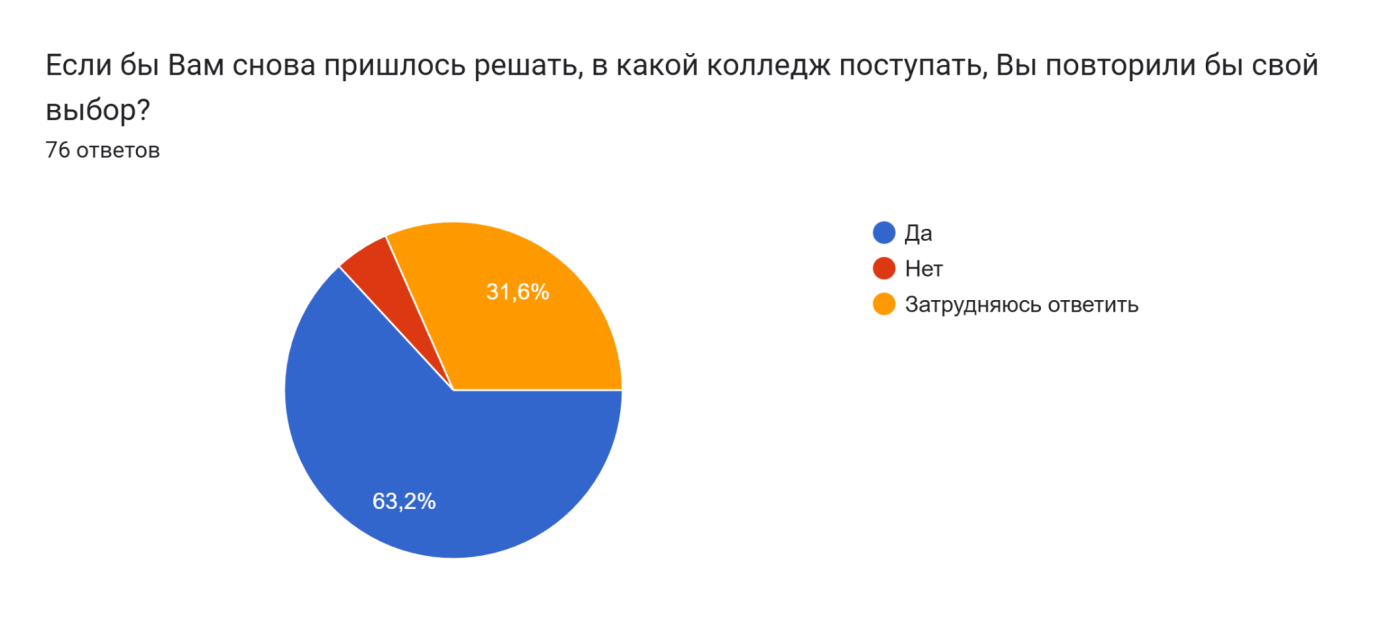 Если бы Вам снова пришлось решать, в какой колледж поступать, Вы повторили бы свой
выбор?
76 ответов
Да
Нет
Затрудняюсь ответить
31,6%
63,2%